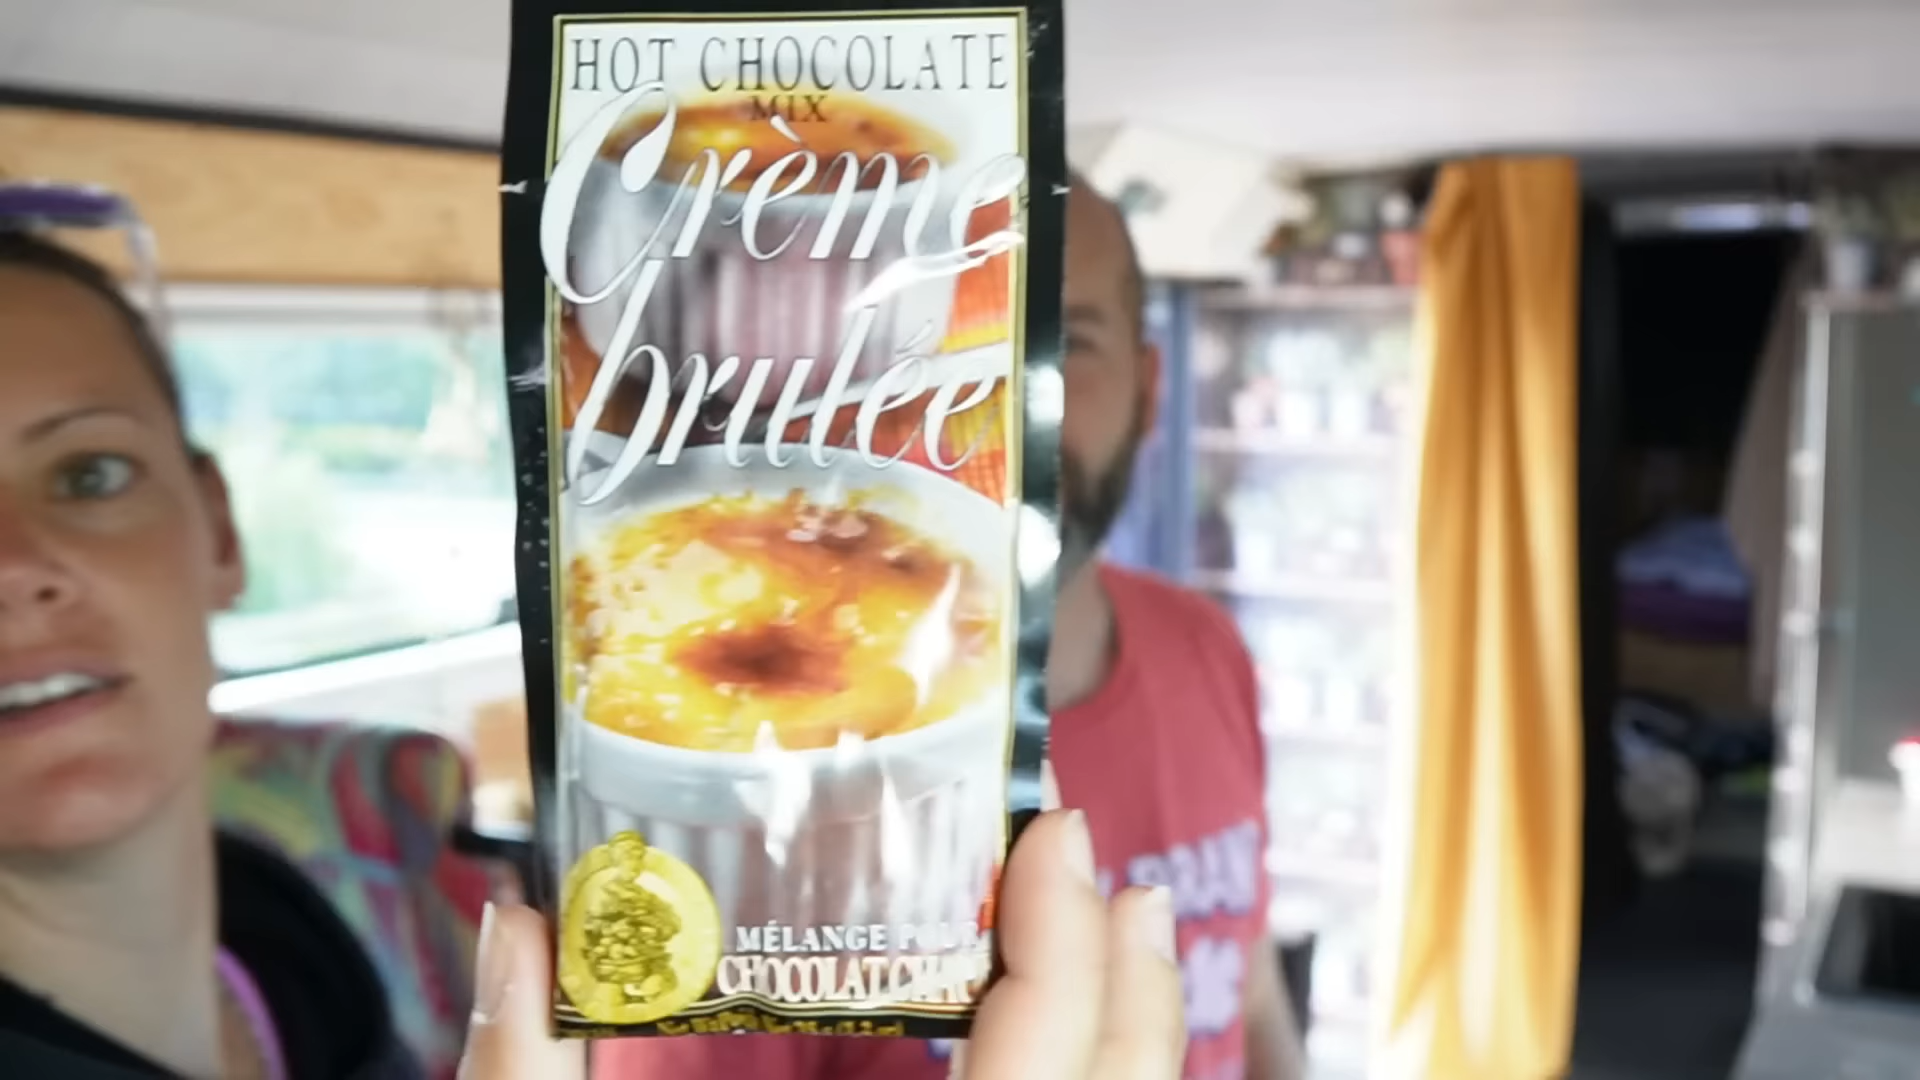 HOT CHOCOLATE
MIX
Crème
brulée
MÉLANGE POUR
CHOCOLAT CHAUD